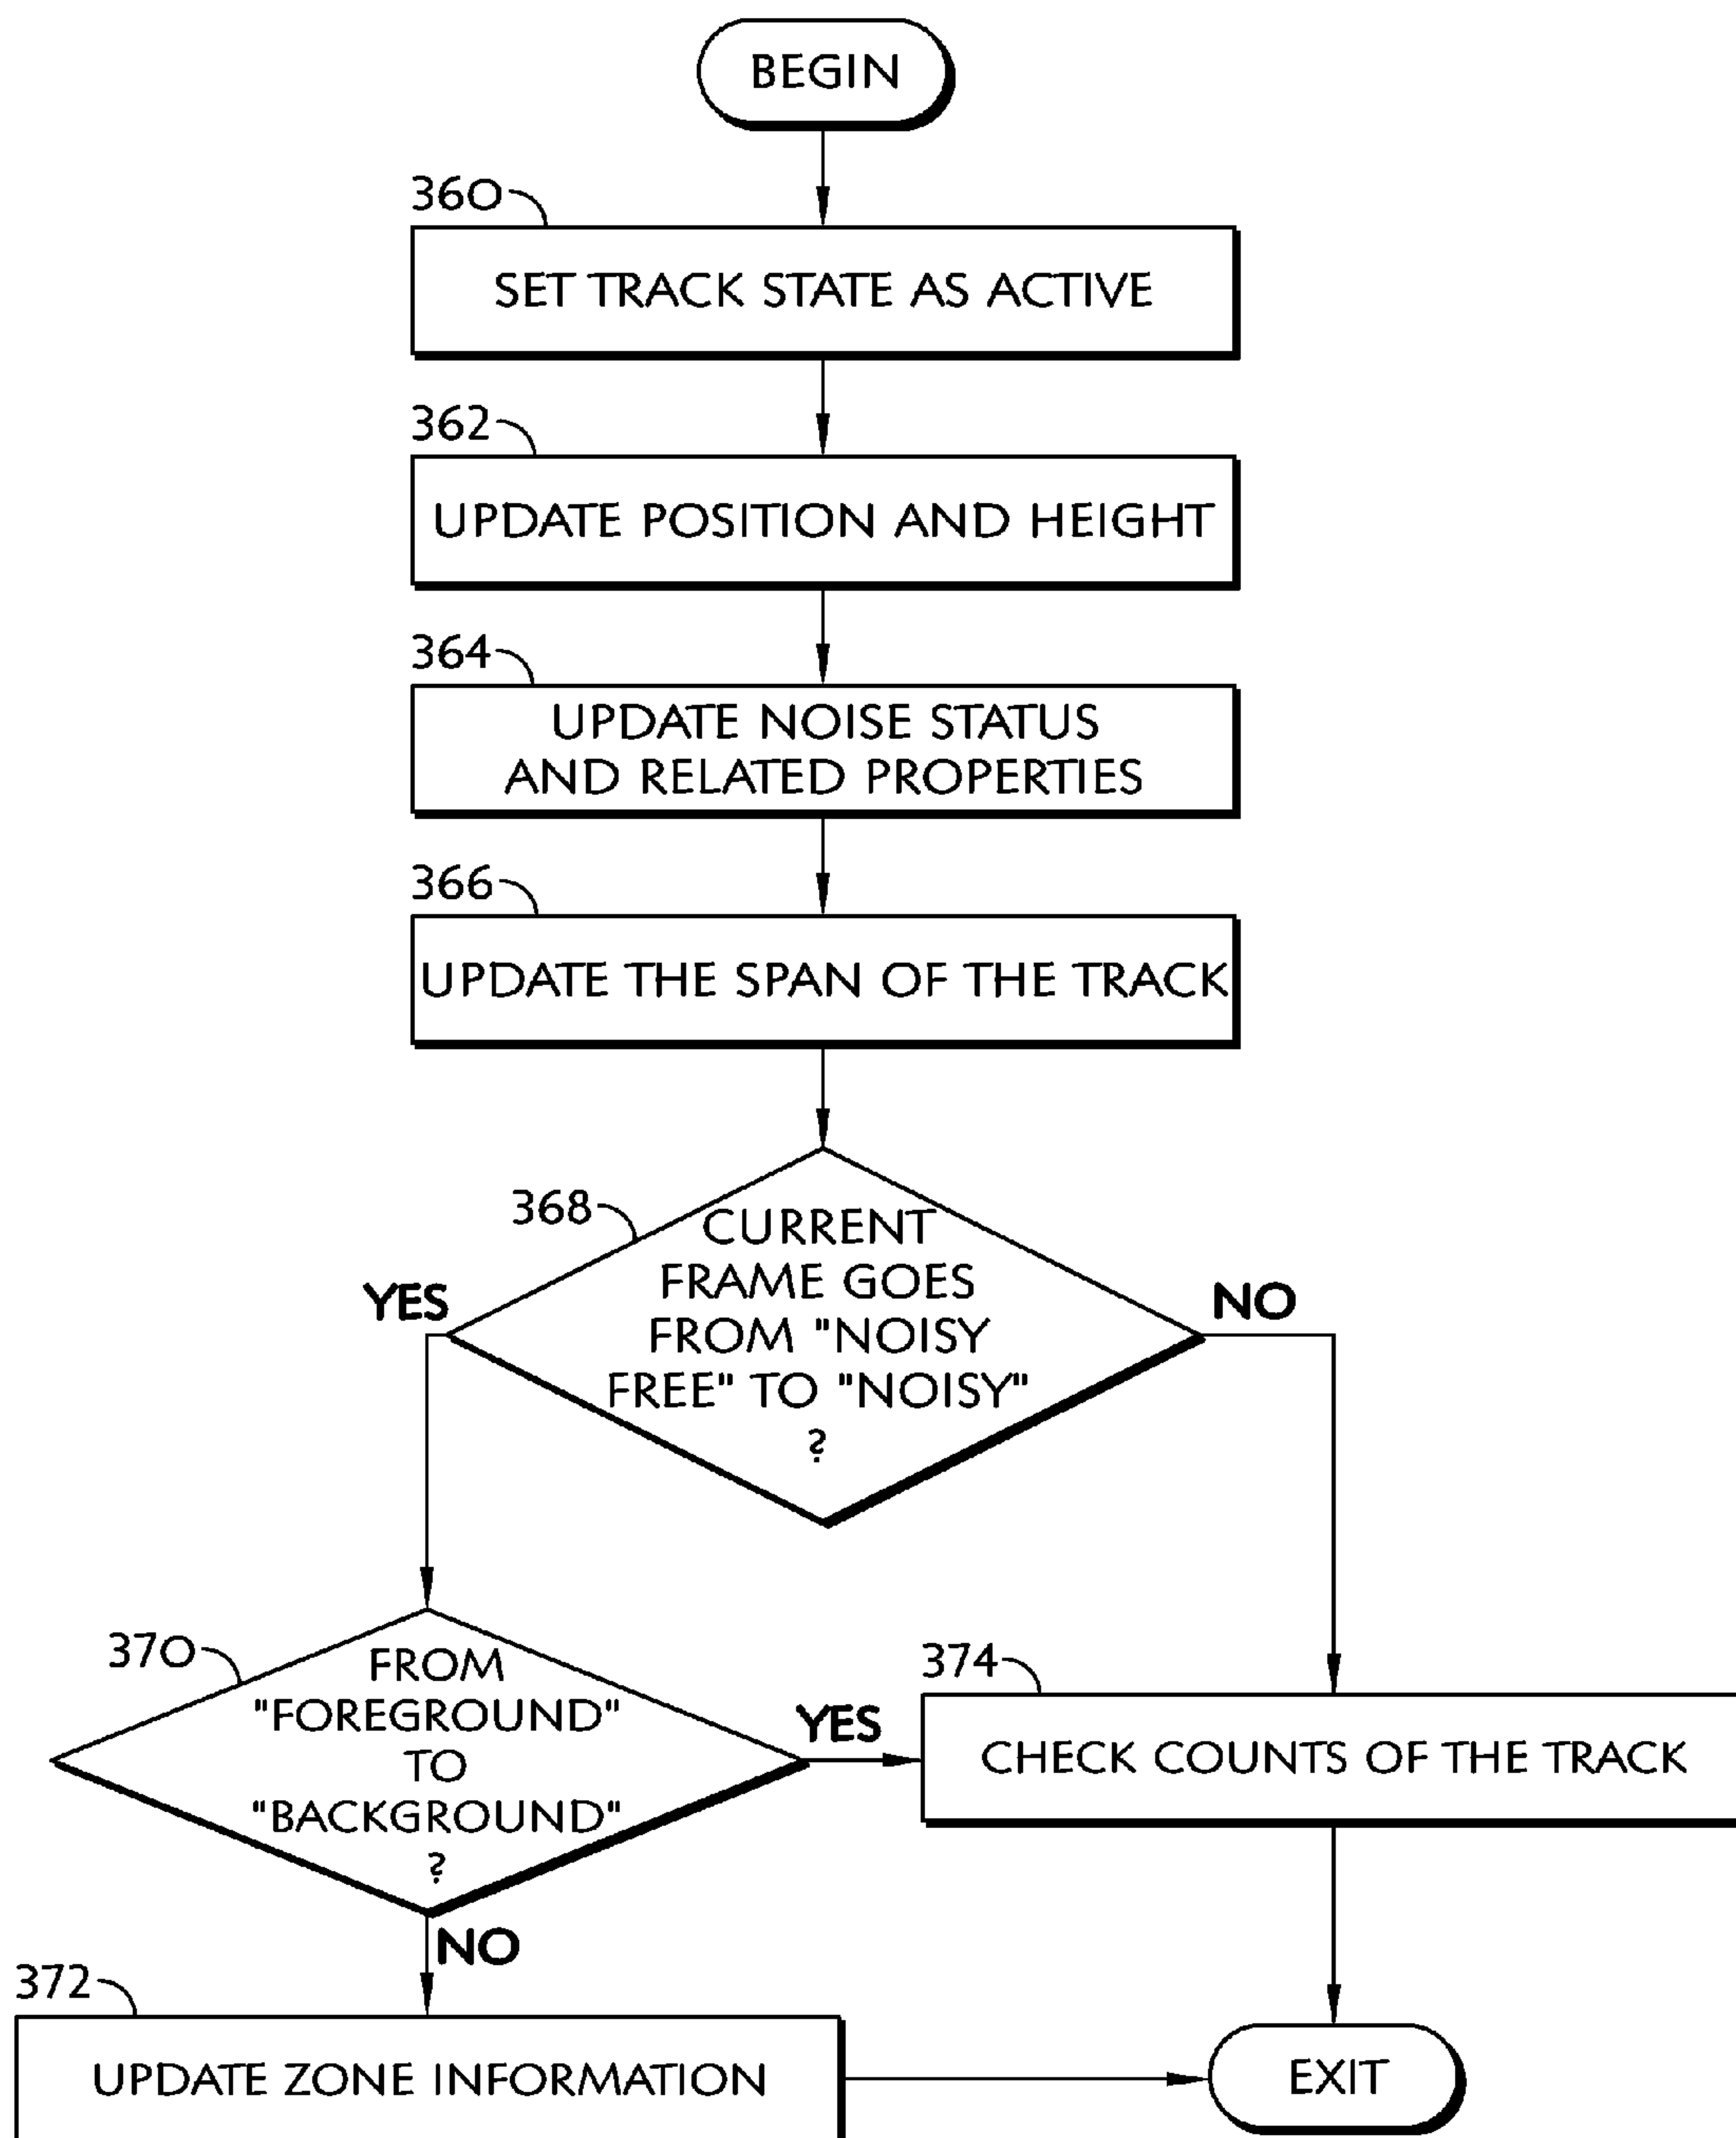 BEGIN
360
SET TRACK STATE AS ACTIVE
362
UPDATE POSITION AND HEIGHT
364
UPDATE NOISE STATUS
AND RELATED PROPERTIES
366
UPDATE THE SPAN OF THE TRACK
368
CURRENT
FRAME GOES
FROM "NOISY
FREE" TO "NOISY"
?
YES
NO
370
FROM
"FOREGROUND"
TO
"BACKGROUND"
?
YES
374
CHECK COUNTS OF THE TRACK
NO
372
UPDATE ZONE INFORMATION
EXIT